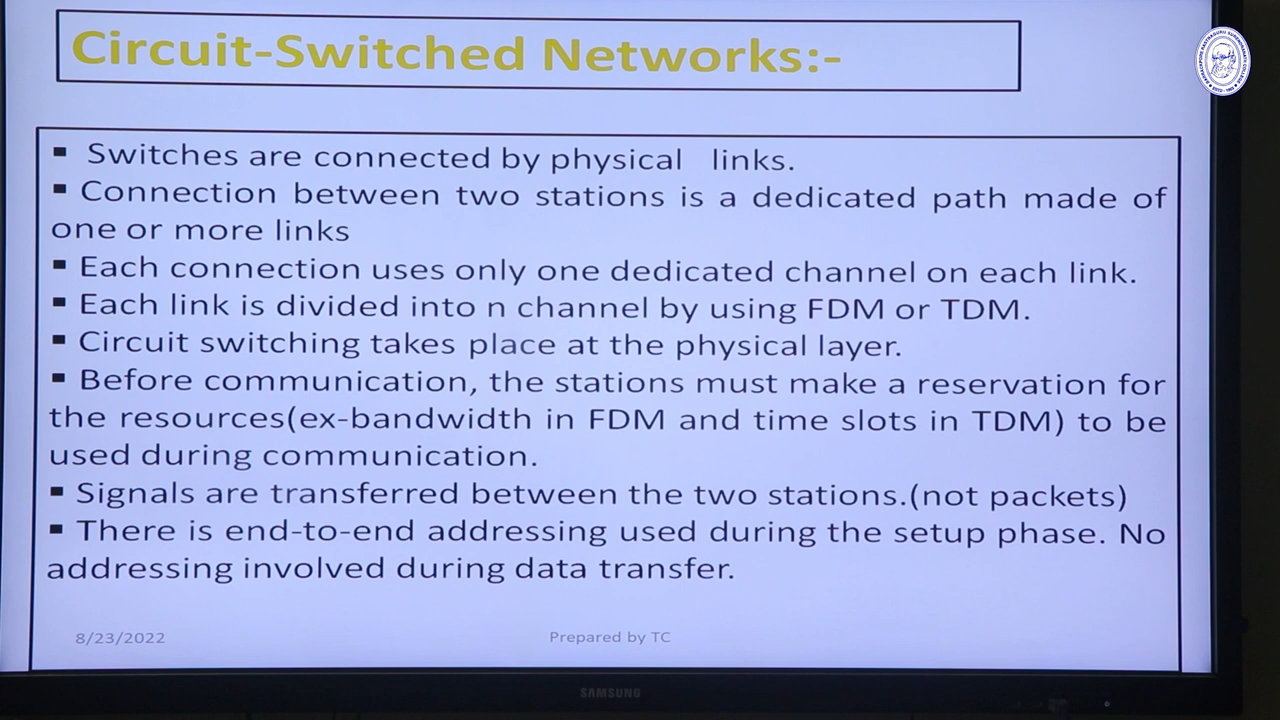 Circuit-Switched Networks:-
▪ Switches are connected by physical links.
▪ Connection between two stations is a dedicated path made of
one or more links
▪ Each connection uses only one dedicated channel on each link.
▪ Each link is divided into n channel by using FDM or TDM.
▪ Circuit switching takes place at the physical layer.
▪ Before communication, the stations must make a reservation for
the resources(ex-bandwidth in FDM and time slots in TDM) to be
used during communication.
▪ Signals are transferred between the two stations.(not packets)
▪ There is end-to-end addressing used during the setup phase. No
addressing involved during data transfer.
8/23/2022
Prepared by TC
SAMSUNG